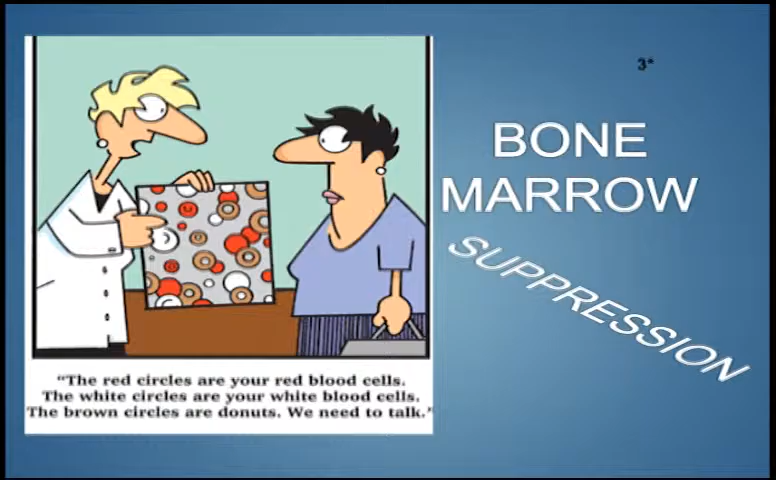 3*
BONE
MARROW
SUPPRESSION
"The red circles are your red blood cells.
The white circles are your white blood cells.
The brown circles are donuts. We need to talk."